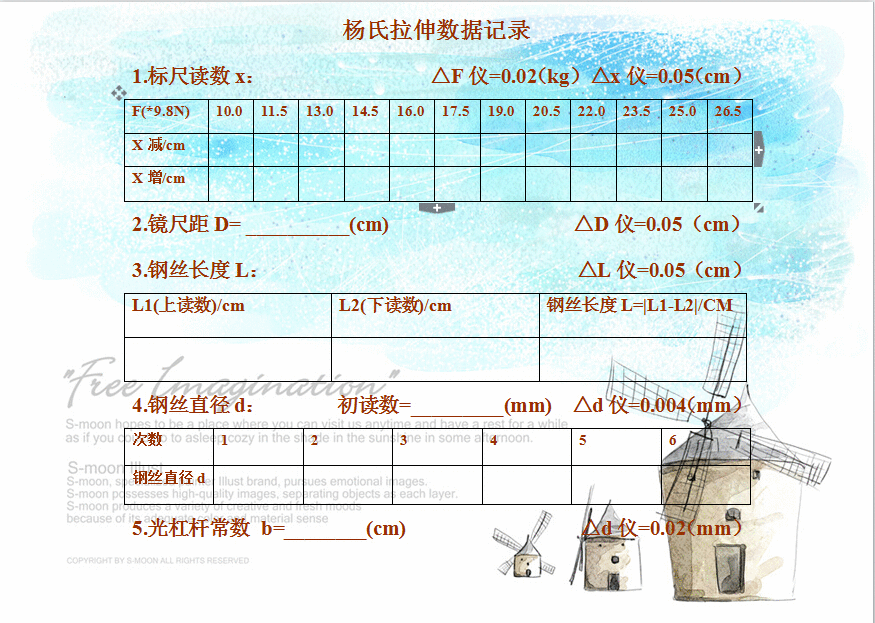 杨氏拉伸数据记录
1.标尺读数 x： △F 仪=0.02（kg）△x 仪=0.05（cm）
F(*9.8N) 10.0 11.5 13.0 14.5 16.0 17.5 19.0 20.5 22.0 23.5 25.0 26.5
X 减/cm
X 增/cm
2.镜尺距 D= __________(cm) △D 仪=0.05（cm）
3.钢丝长度 L： △L 仪=0.05（cm）
L1(上读数)/cm L2(下读数)/cm 钢丝长度 L=|L1-L2|/CM
"Free Imagination"
4.钢丝直径 d： 初读数=_________(mm) △d 仪=0.004(mm）
S-moon hopes to be a place where you can visit us anytime and have a rest for a while
as if you could up to asleep cozy in the shade in the sunshine in some afternoon.
次数 1 2 3 4 5 6
S-moon Illust
钢丝直径 d
S-moon, specially super Illust brand, pursues emotional images.
S-moon possesses high-quality images, separating objects as each layer.
S-moon produces a variety of creative and fresh moods
because of its adequate color and material sense
5.光杠杆常数 b=________(cm) △d 仪=0.02（mm）
COPYRIGHT BY S-MOON ALL RIGHTS RESERVED